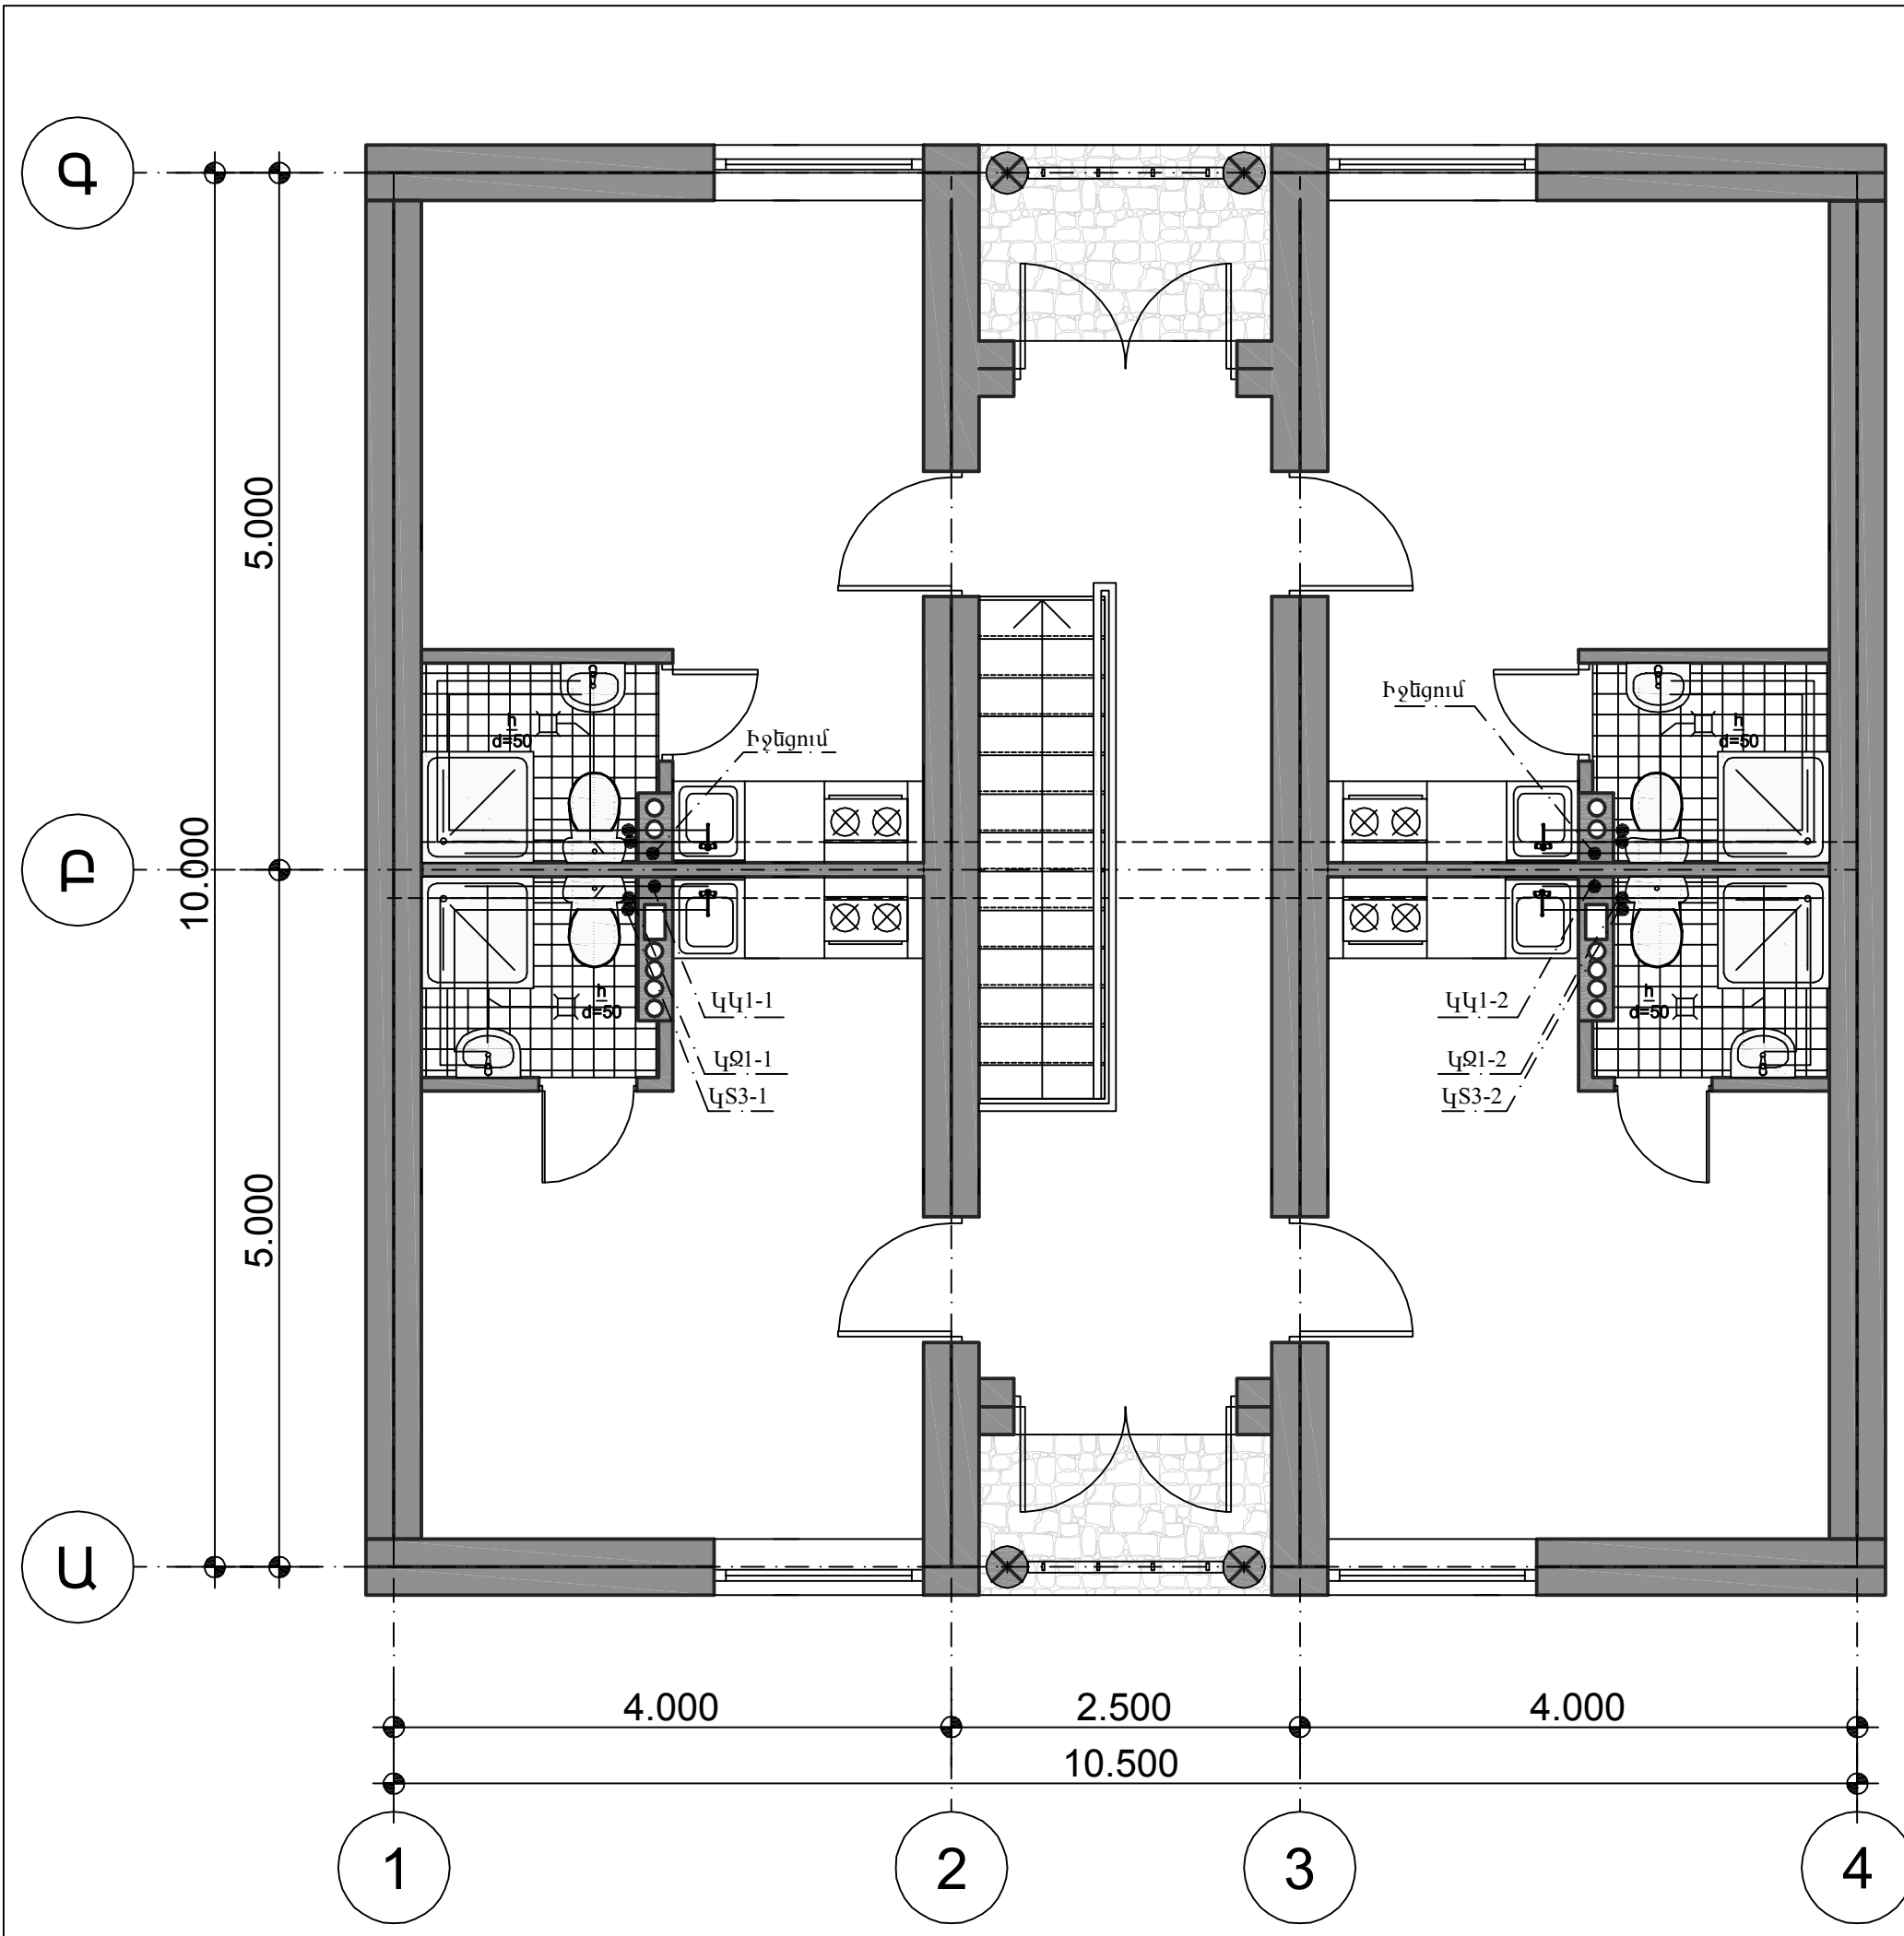 Գ
5.000
10.000
Իջեցում
Իջեցում
h
d=50
h
d=50
Բ
h
d=50
h
d=50
ԿԿ1-1
ԿՋ1-1
ԿՏ3-1
ԿԿ1-2
ԿՋ1-2
ԿՏ3-2
5.000
Ա
4.000
2.500
4.000
10.500
1
2
3
4